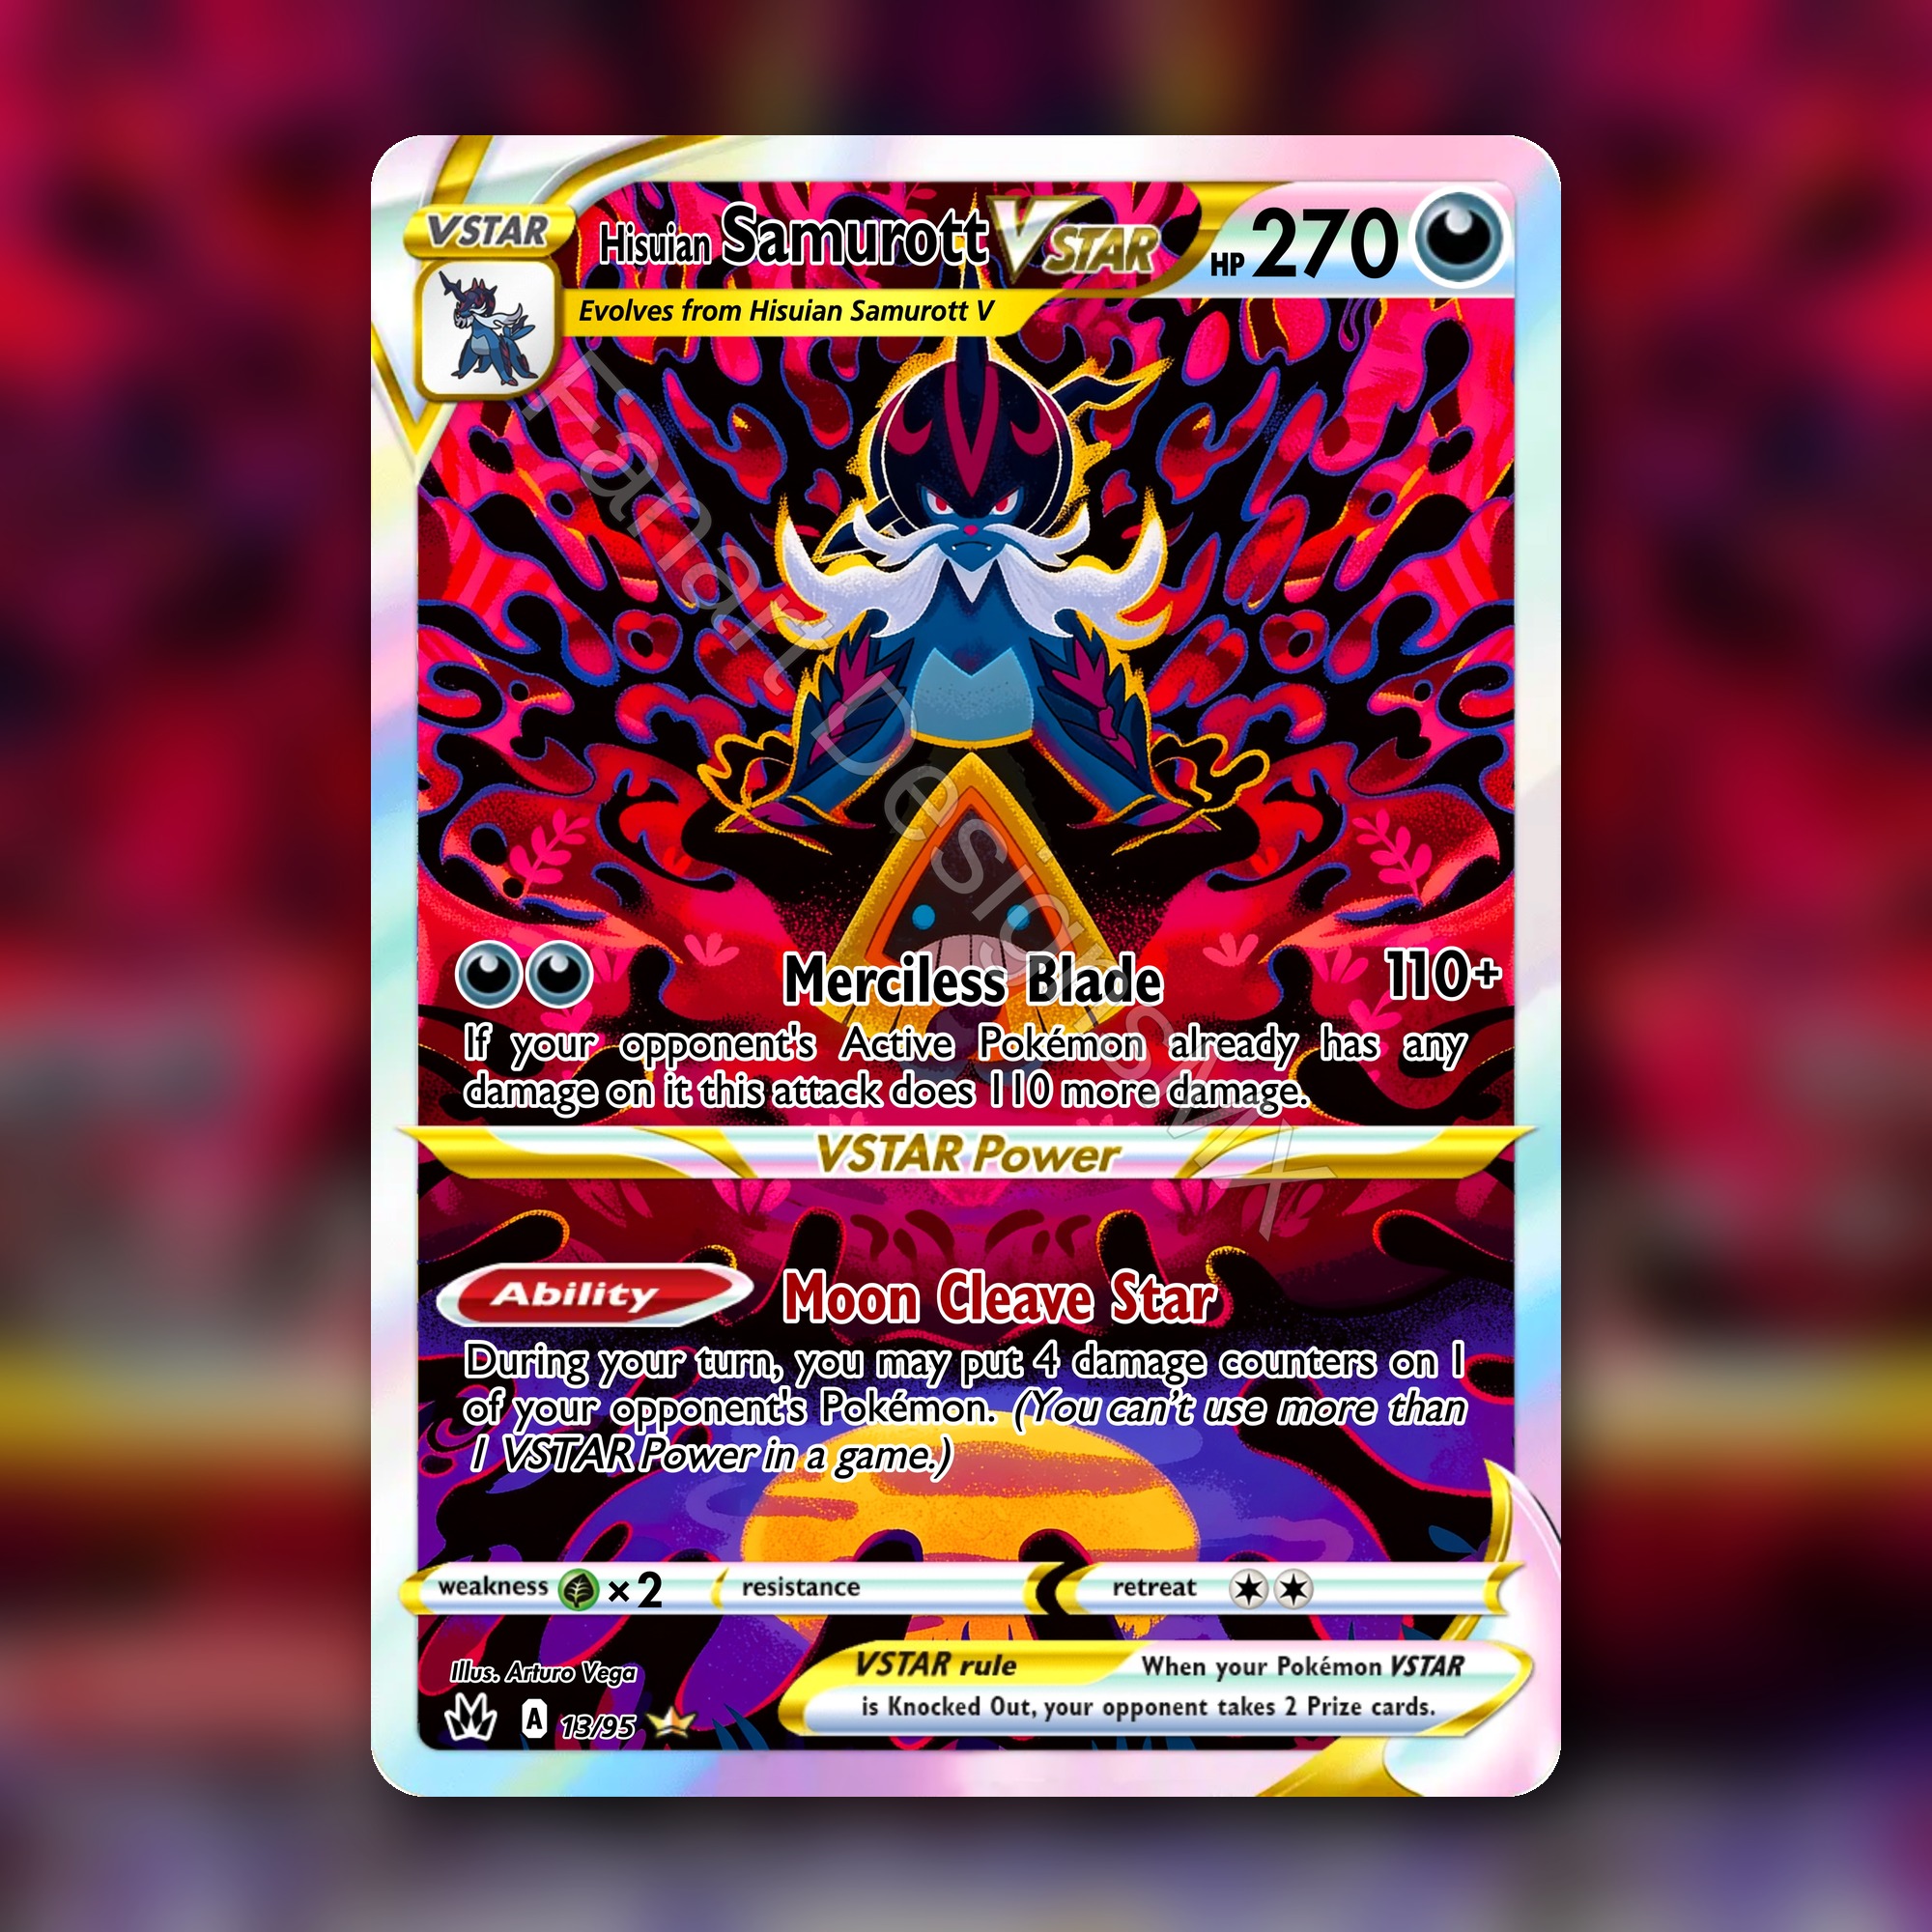 VSTAR
Hisuian Samurott VSTAR
HP 270
Evolves from Hisuian Samurott V
Fanart DesignsMX
Merciless Blade 110+
If your opponent's Active Pokémon already has any
damage on it this attack does 110 more damage.
VSTAR Power
Ability Moon Cleave Star
During your turn, you may put 4 damage counters on 1
of your opponent's Pokémon. (You can't use more than
1 VSTAR Power in a game.)
weakness ×2 resistance retreat
Illus. Arturo Vega
A 13/95
VSTAR rule When your Pokémon VSTAR
is Knocked Out, your opponent takes 2 Prize cards.